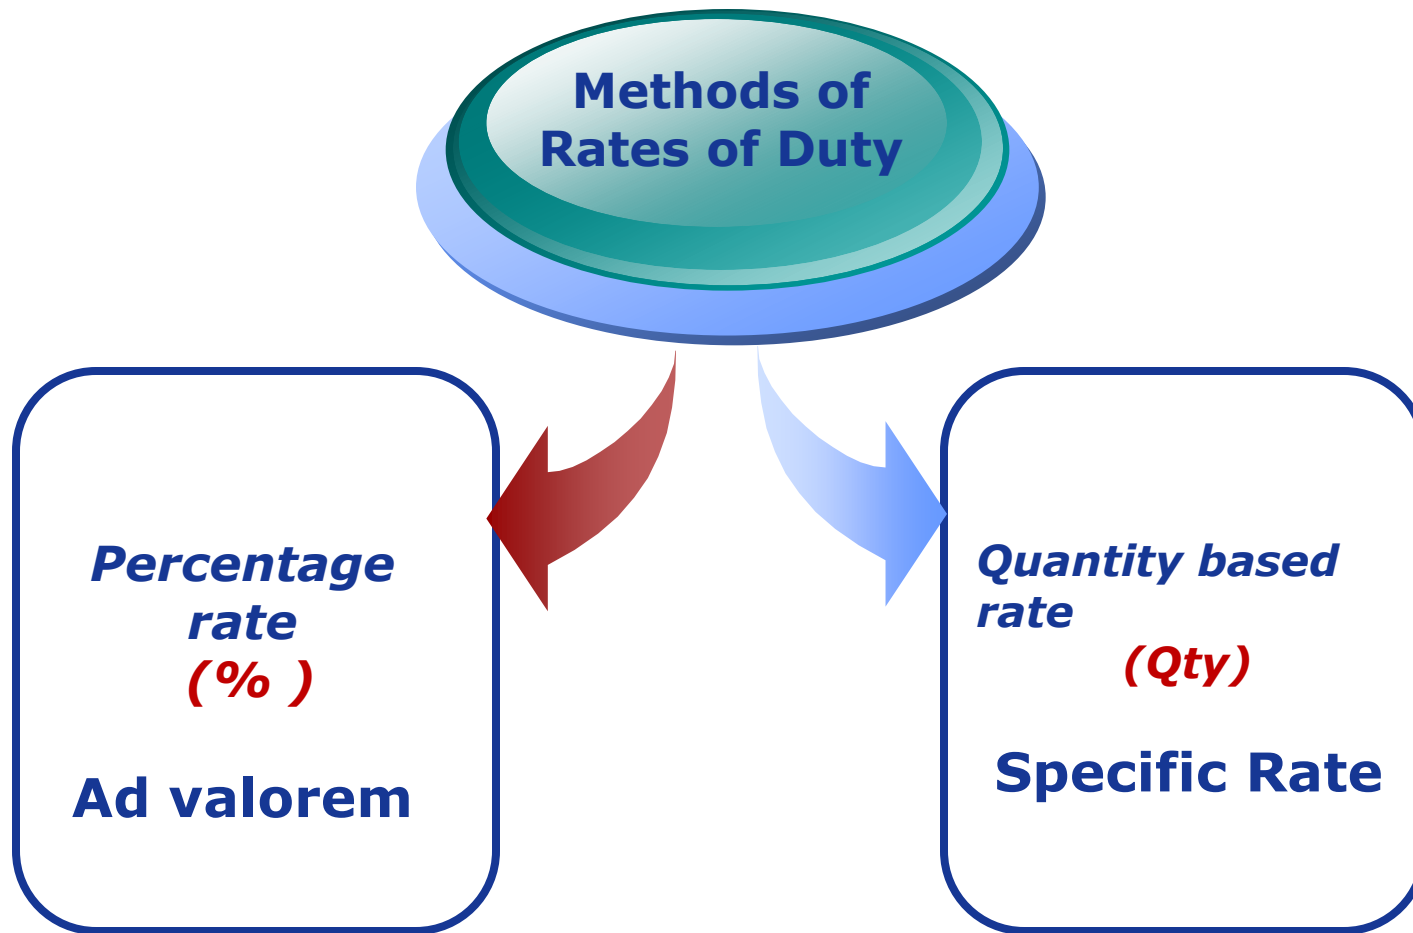 Methods of
Rates of Duty
Percentage
rate
(% )
Ad valorem
Quantity based
rate
(Qty)
Specific Rate